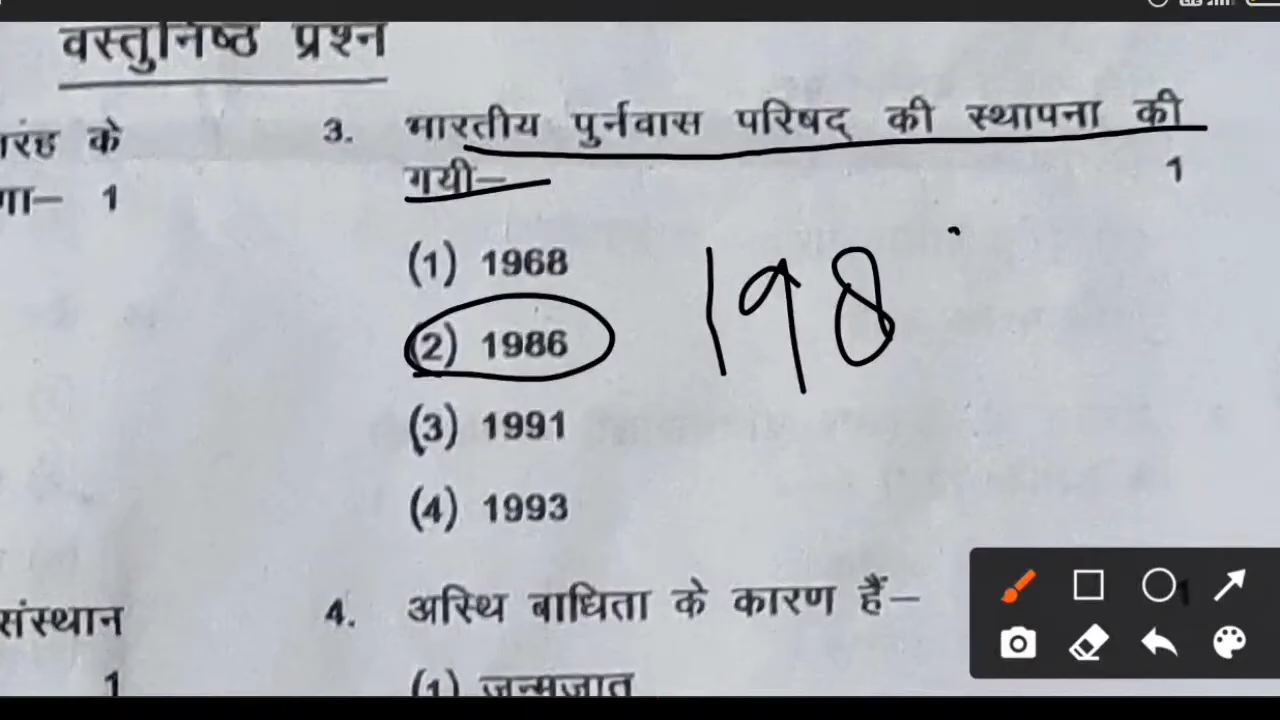 वस्तुनिष्ठ प्रश्न
रंह के
गा– 1
3. भारतीय पुर्नवास परिषद् की स्थापना की
गयी– 1
(1) 1968
(2) 1986
198
(3) 1991
(4) 1993
संस्थान
1
4. अस्थि बाधिता के कारण हैं–
(1) जन्मजात